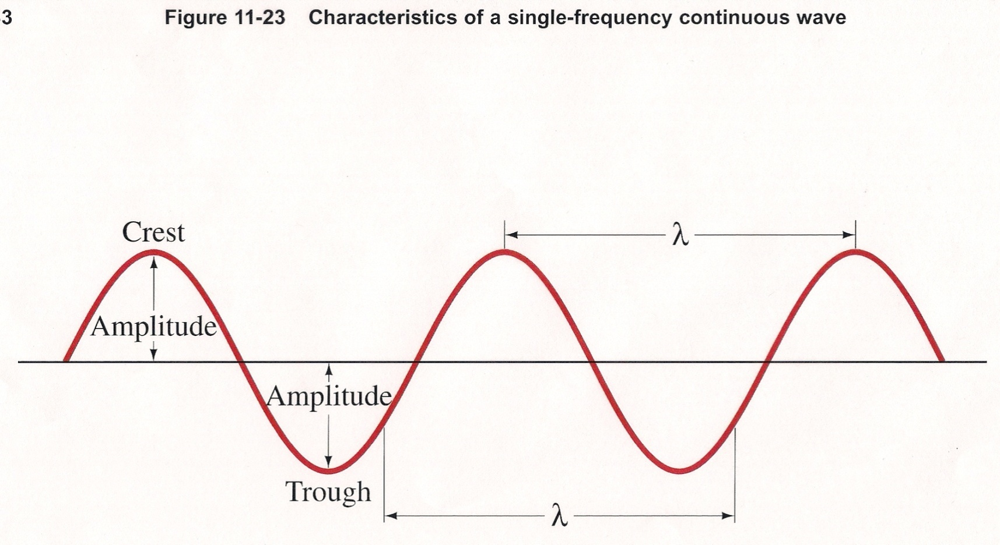 3 Figure 11-23 Characteristics of a single-frequency continuous wave
Crest
λ
Amplitude
Amplitude
Trough
λ